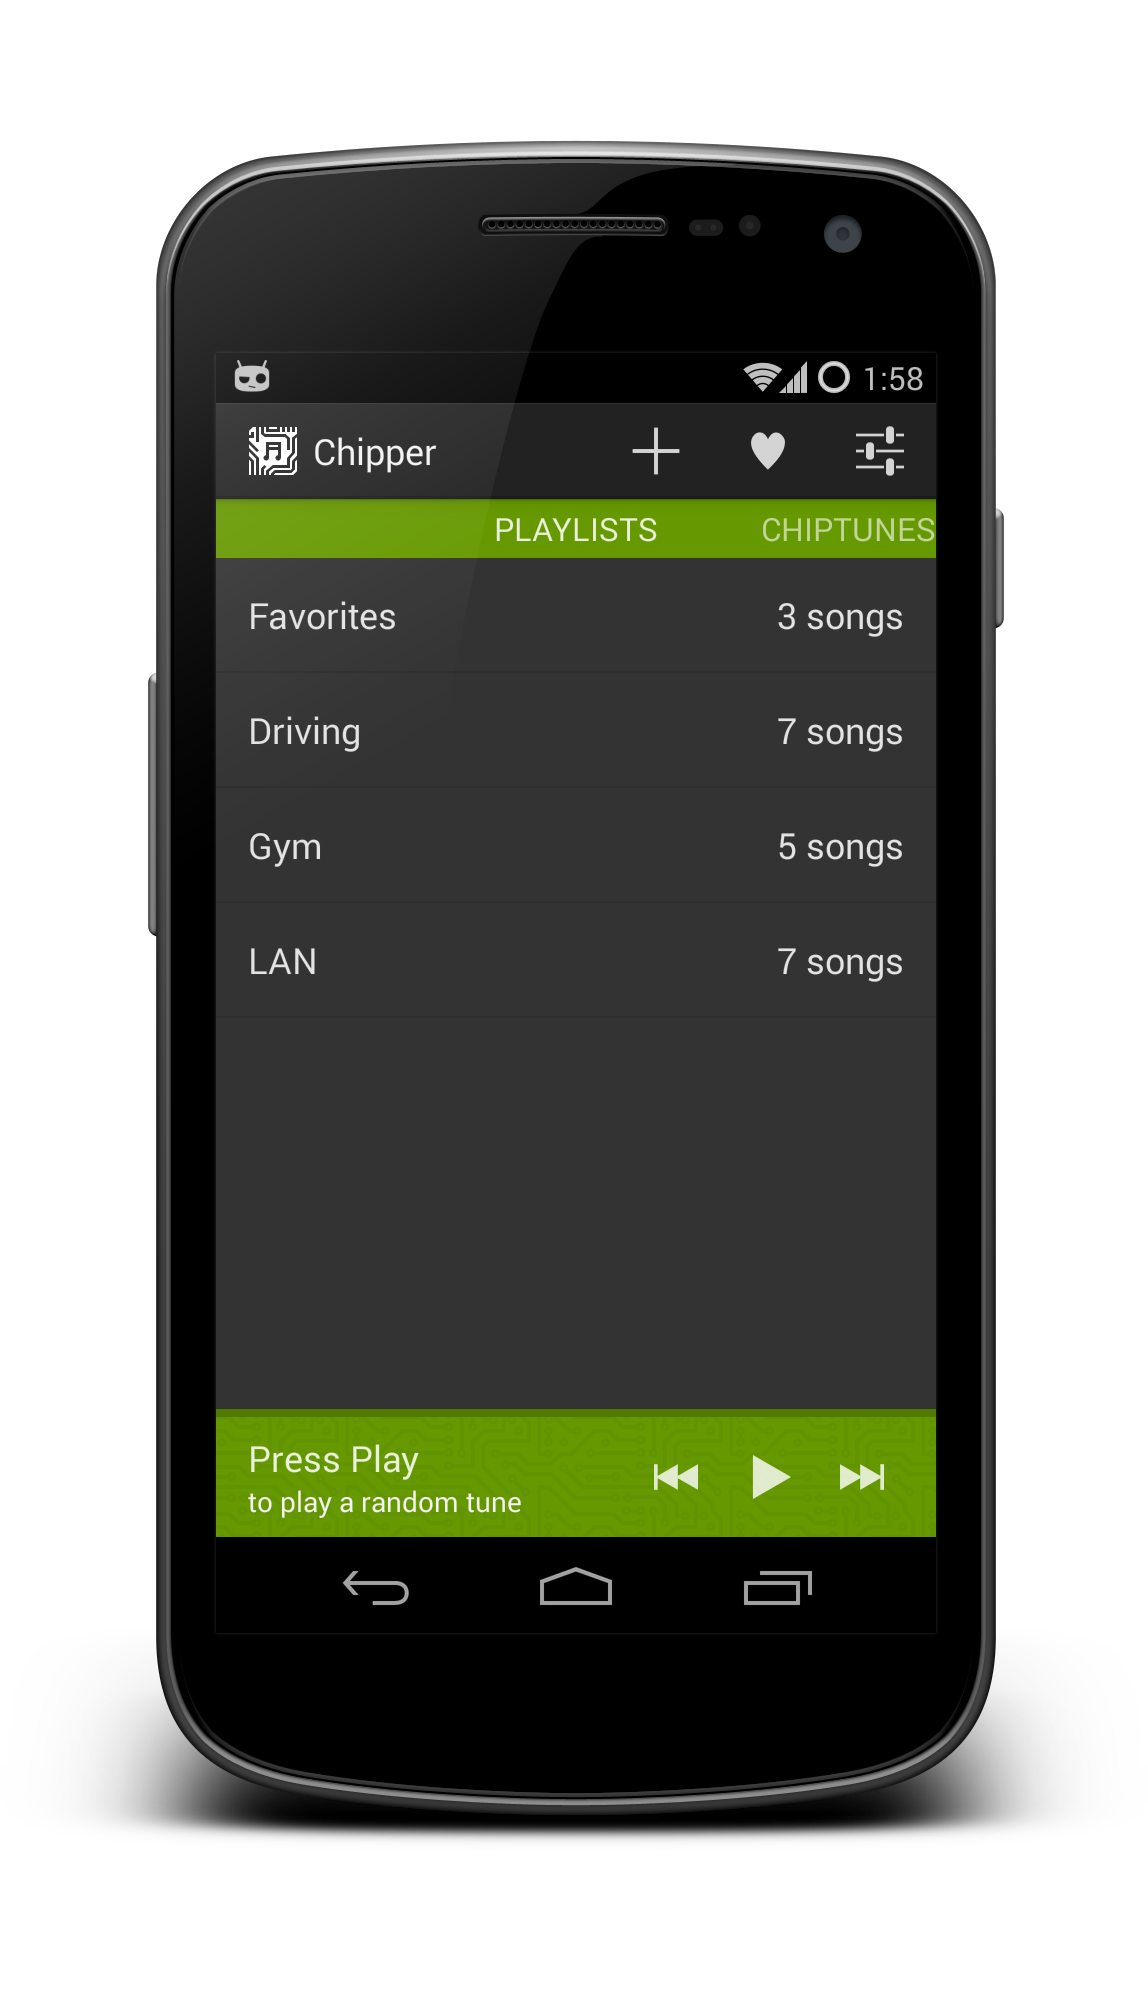 1:58
Chipper
PLAYLISTS CHIPTUNES
Favorites 3 songs
Driving 7 songs
Gym 5 songs
LAN 7 songs
Press Play
to play a random tune